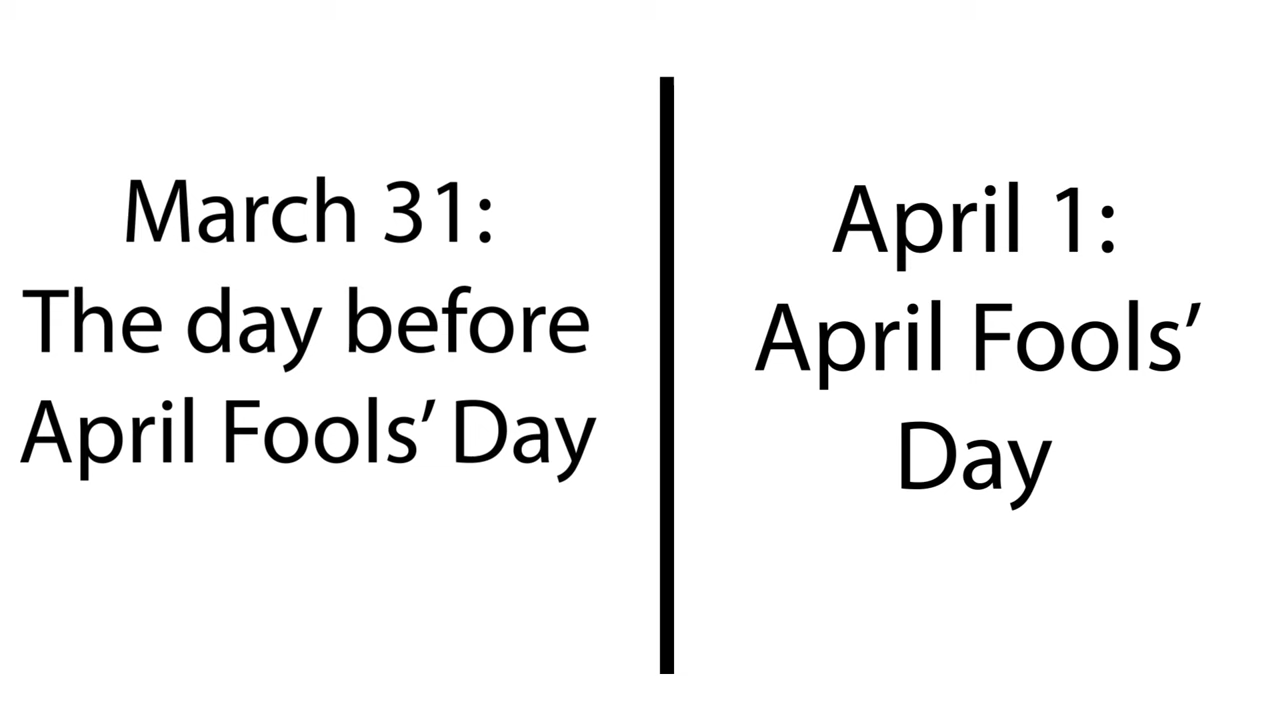 March 31:
The day before
April Fools’ Day
April 1:
April Fools’
Day